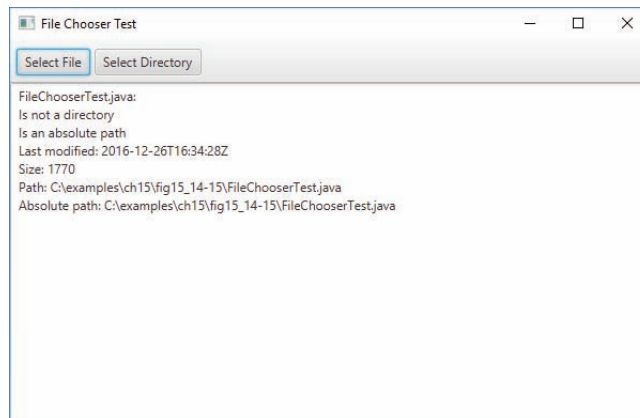 File Chooser Test
Select File Select Directory
FileChooserTest.java:
Is not a directory
Is an absolute path
Last modified: 2016-12-26T16:34:28Z
Size: 1770
Path: C:\examples\ch15\fig15_14-15\FileChooserTest.java
Absolute path: C:\examples\ch15\fig15_14-15\FileChooserTest.java